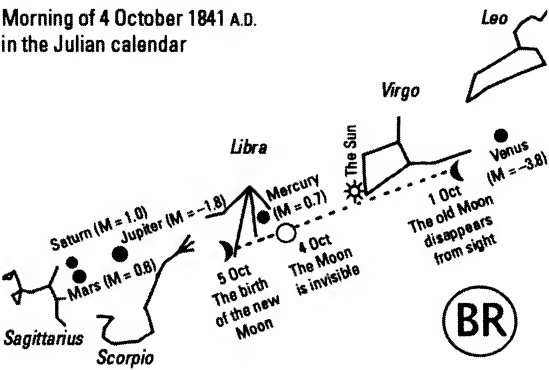 Morning of 4 October 1841 A.D.
in the Julian calendar
Leo
Virgo
Libra
The Sun
Venus
(M = –3.8)
Mercury
(M = 0.7)
1 Oct
The old Moon
disappears
from sight
Saturn (M = 1.0)
Jupiter (M = –1.8)
Mars (M = 0.6)
4 Oct
The Moon
is invisible
5 Oct
The birth
of the new
Moon
Sagittarius
Scorpio
BR